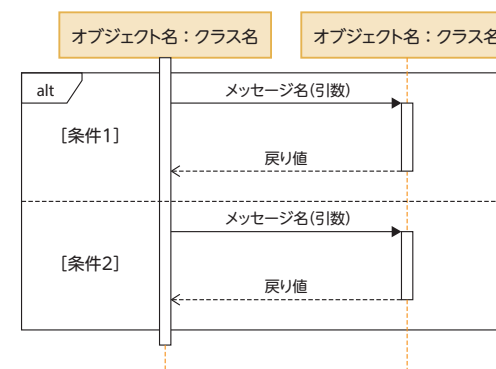 オブジェクト名：クラス名
オブジェクト名：クラス名
alt
メッセージ名(引数)
[条件1]
戻り値
メッセージ名(引数)
[条件2]
戻り値